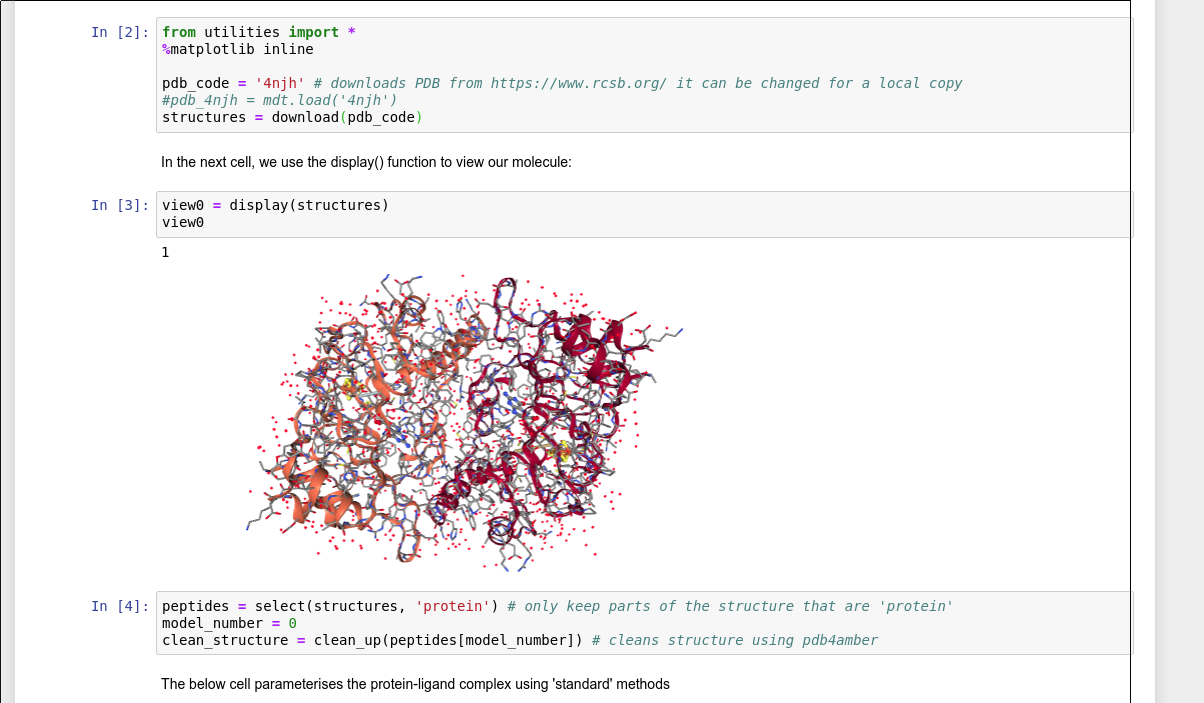 In [2]: from utilities import *
%matplotlib inline
pdb_code = '4njh' # downloads PDB from https://www.rcsb.org/ it can be changed for a local copy
#pdb_4njh = mdt.load('4njh')
structures = download(pdb_code)
In the next cell, we use the display() function to view our molecule:
In [3]: view0 = display(structures)
view0
1
In [4]: peptides = select(structures, 'protein') # only keep parts of the structure that are 'protein'
model_number = 0
clean_structure = clean_up(peptides[model_number]) # cleans structure using pdb4amber
The below cell parameterises the protein-ligand complex using 'standard' methods